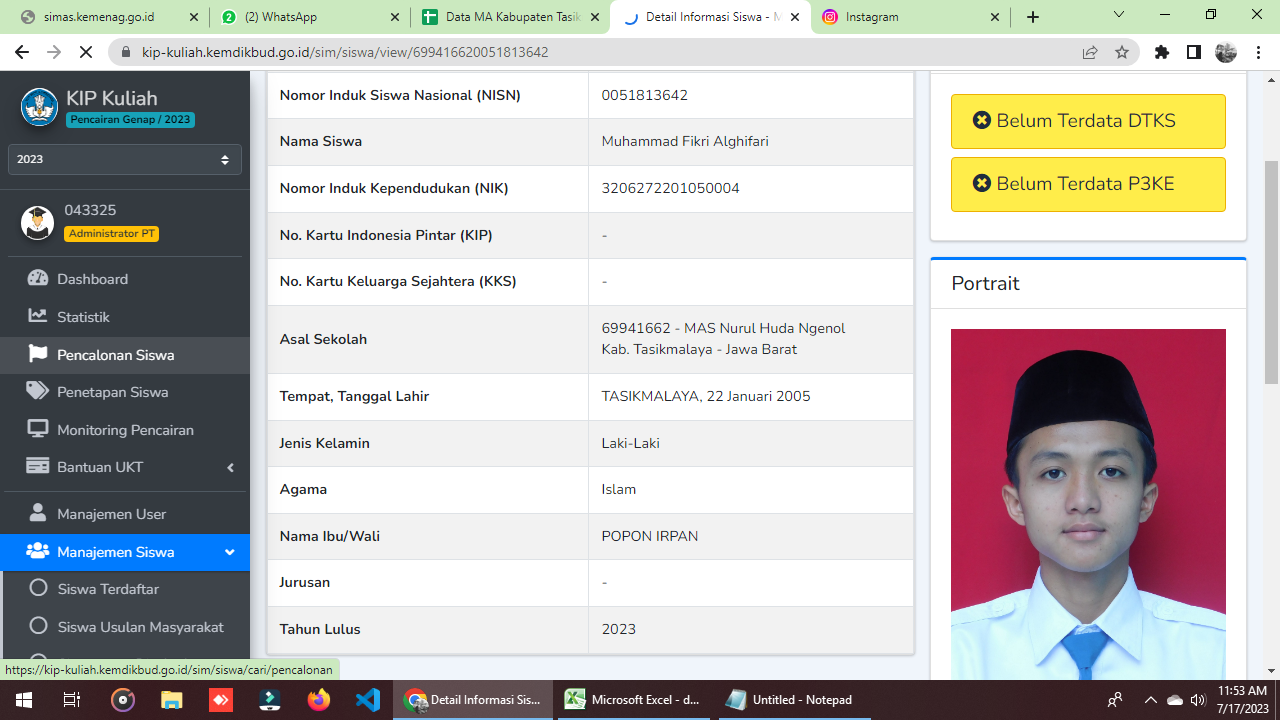 simas.kemenag.go.id
(2) WhatsApp
Data MA Kabupaten Tasik
Detail Informasi Siswa - M
Instagram
kip-kuliah.kemdikbud.go.id/sim/siswa/view/699416620051813642
KIP Kuliah
Pencairan Genap / 2023
2023
043325
Administrator PT
Dashboard
Statistik
Pencalonan Siswa
Penetapan Siswa
Monitoring Pencairan
Bantuan UKT
Manajemen User
Manajemen Siswa
Siswa Terdaftar
Siswa Usulan Masyarakat
Nomor Induk Siswa Nasional (NISN) 0051813642
Nama Siswa Muhammad Fikri Alghifari
Nomor Induk Kependudukan (NIK) 3206272201050004
No. Kartu Indonesia Pintar (KIP) -
No. Kartu Keluarga Sejahtera (KKS) -
Asal Sekolah 69941662 - MAS Nurul Huda Ngenol
Kab. Tasikmalaya - Jawa Barat
Tempat, Tanggal Lahir TASIKMALAYA, 22 Januari 2005
Jenis Kelamin Laki-Laki
Agama Islam
Nama Ibu/Wali POPON IRPAN
Jurusan -
Tahun Lulus 2023
Belum Terdata DTKS
Belum Terdata P3KE
Portrait
https://kip-kuliah.kemdikbud.go.id/sim/siswa/cari/pencalonan
Detail Informasi Sis...
Microsoft Excel - d...
Untitled - Notepad
11:53 AM
7/17/2023